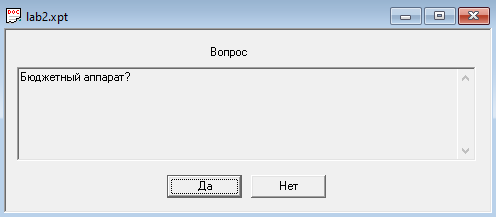 lab2.xpt
Вопрос
Бюджетный аппарат?
Да
Нет